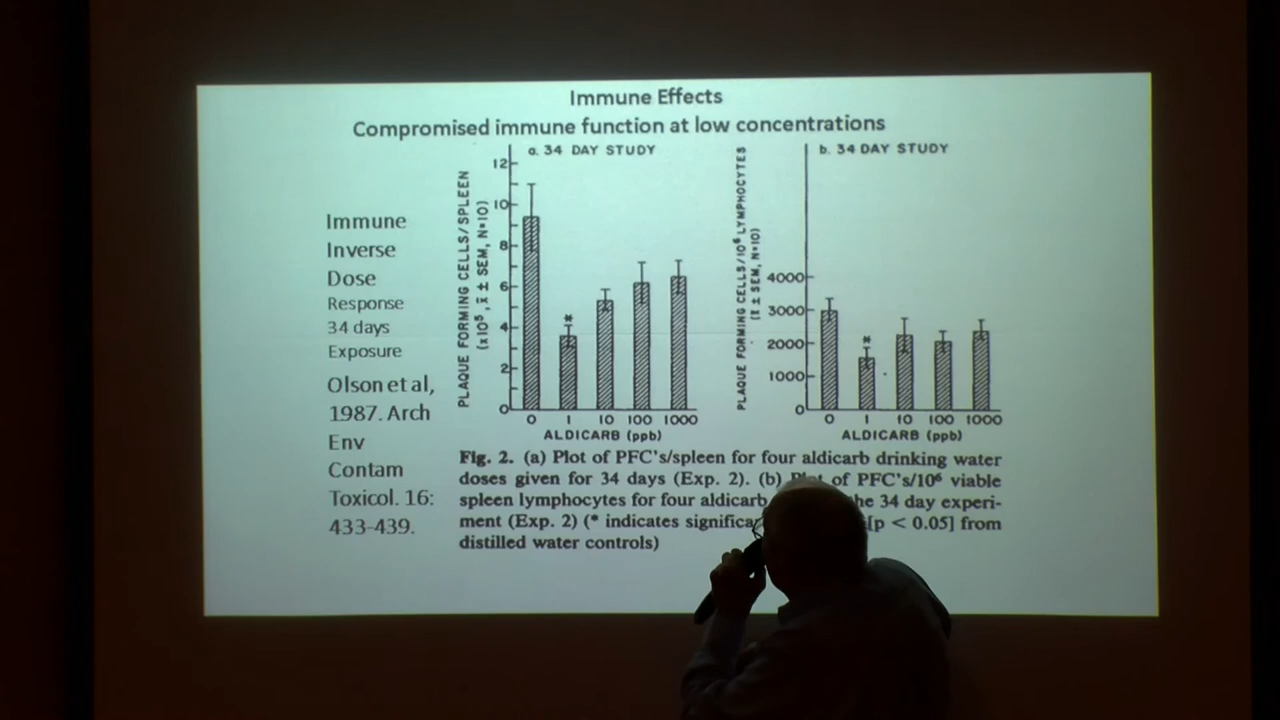 Immune Effects
Compromised immune function at low concentrations
Immune
Inverse
Dose
Response
34 days
Exposure
Olson et al,
1987. Arch
Env
Contam
Toxicol. 16:
433-439.
a. 34 DAY STUDY
PLAQUE FORMING CELLS/SPLEEN
(x10⁵, x̄ ± SEM, N=10)
12
10
8
6
4
2
0
*
0 1 10 100 1000
ALDICARB (ppb)
b. 34 DAY STUDY
PLAQUE FORMING CELLS/10⁶ LYMPHOCYTES
(x̄ ± SEM, N=10)
4000
3000
2000
1000
0
*
0 1 10 100 1000
ALDICARB (ppb)
Fig. 2. (a) Plot of PFC's/spleen for four aldicarb drinking water
doses given for 34 days (Exp. 2). (b) of PFC's/10⁶ viable
spleen lymphocytes for four aldicarb 34 day experi-
ment (Exp. 2) (* indicates [p < 0.05] from
distilled water controls)